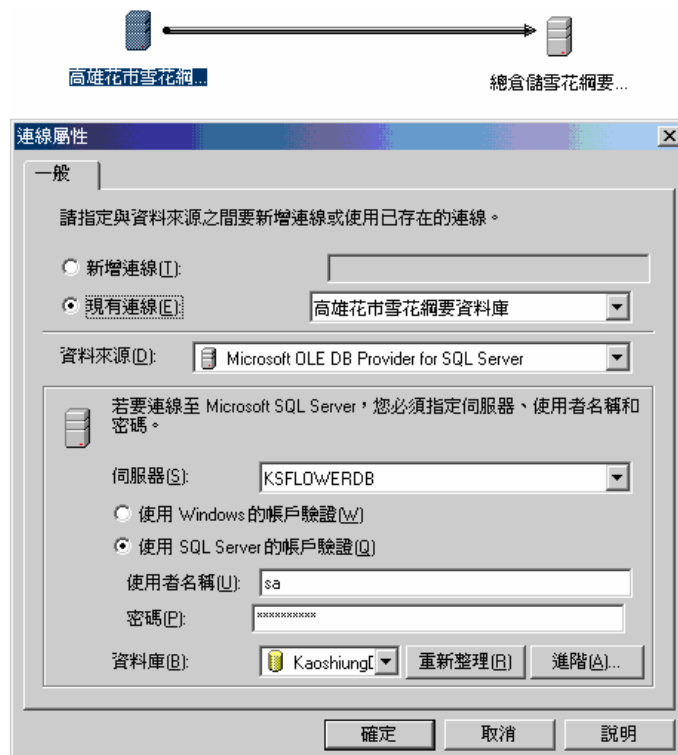 高雄花市雪花綱...
總倉儲雪花綱要...
連線屬性
一般
請指定與資料來源之間要新增連線或使用已存在的連線。
新增連線(T):
現有連線(E):
高雄花市雪花綱要資料庫
資料來源(D):
Microsoft OLE DB Provider for SQL Server
若要連線至 Microsoft SQL Server，您必須指定伺服器、使用者名稱和
密碼。
伺服器(S):
KSFLOWERDB
使用 Windows 的帳戶驗證(W)
使用 SQL Server 的帳戶驗證(Q)
使用者名稱(U):
sa
密碼(P):
**********
資料庫(B):
Kaoshiung
重新整理(R)
進階(A)...
確定
取消
說明